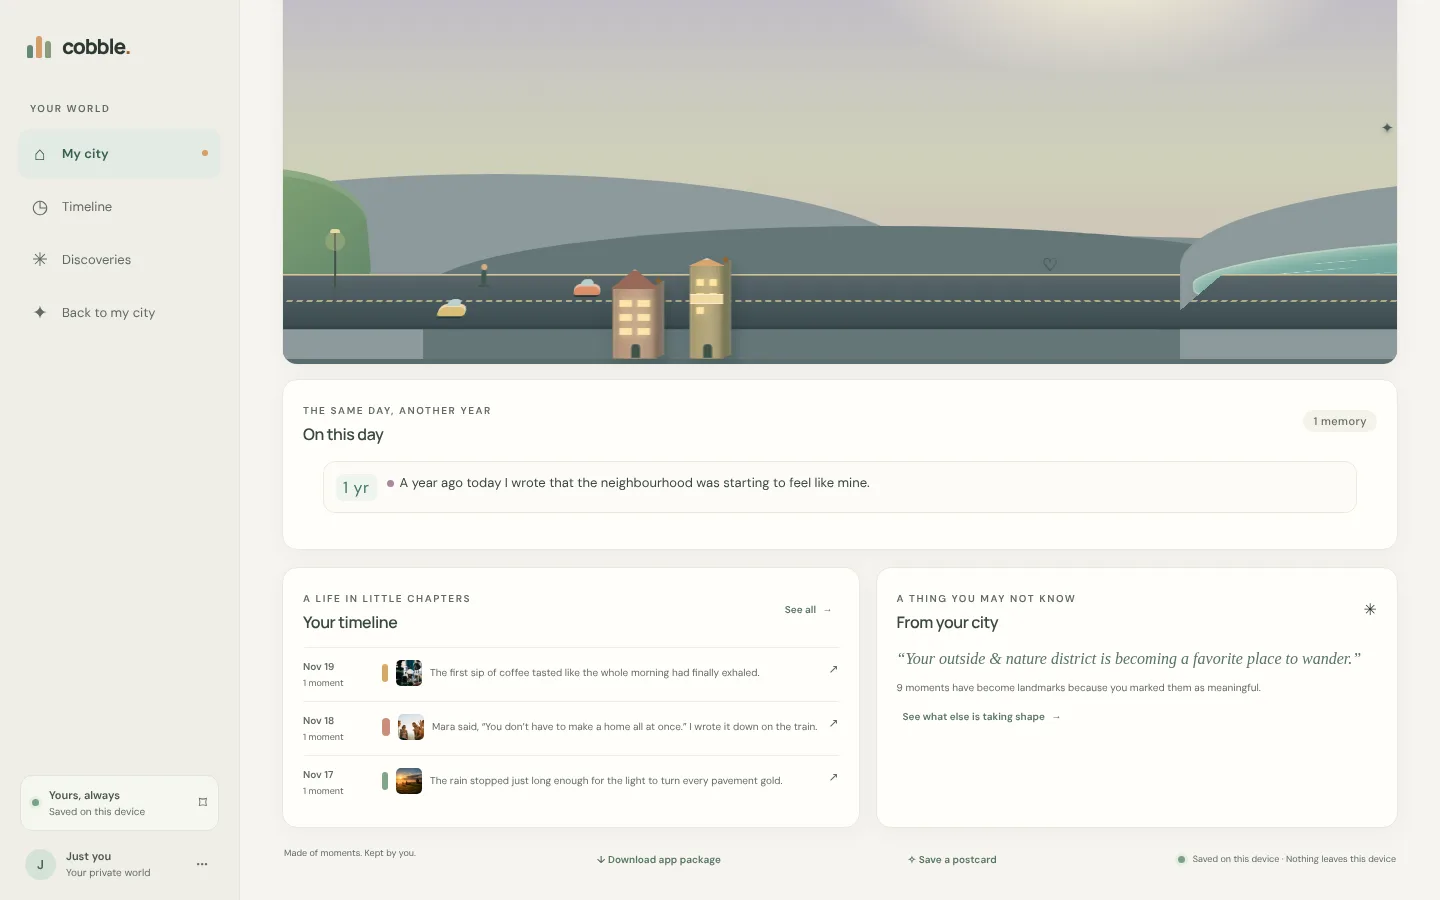 cobble.
YOUR WORLD
My city
Timeline
Discoveries
Back to my city
Yours, always
Saved on this device
J
Just you
Your private world
THE SAME DAY, ANOTHER YEAR
On this day
1 memory
1 yr
A year ago today I wrote that the neighbourhood was starting to feel like mine.
A LIFE IN LITTLE CHAPTERS
Your timeline
See all →
Nov 19
1 moment
The first sip of coffee tasted like the whole morning had finally exhaled.
Nov 18
1 moment
Mara said, “You don’t have to make a home all at once.” I wrote it down on the train.
Nov 17
1 moment
The rain stopped just long enough for the light to turn every pavement gold.
A THING YOU MAY NOT KNOW
From your city
“Your outside & nature district is becoming a favorite place to wander.”
9 moments have become landmarks because you marked them as meaningful.
See what else is taking shape →
Made of moments. Kept by you.
↓ Download app package
✧ Save a postcard
Saved on this device · Nothing leaves this device